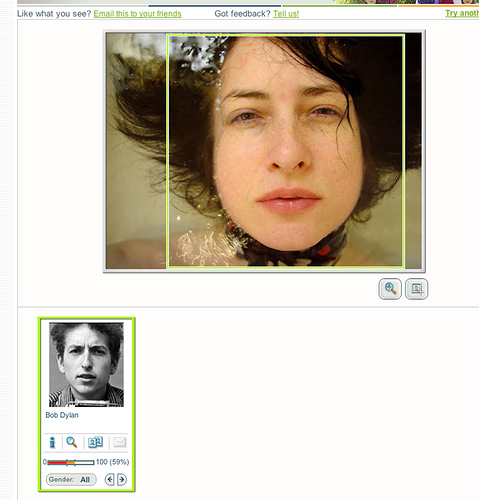 Like what you see? Email this to your friends Got feedback? Tell us! Try anoth
Bob Dylan
0 100 (59%)
Gender: All